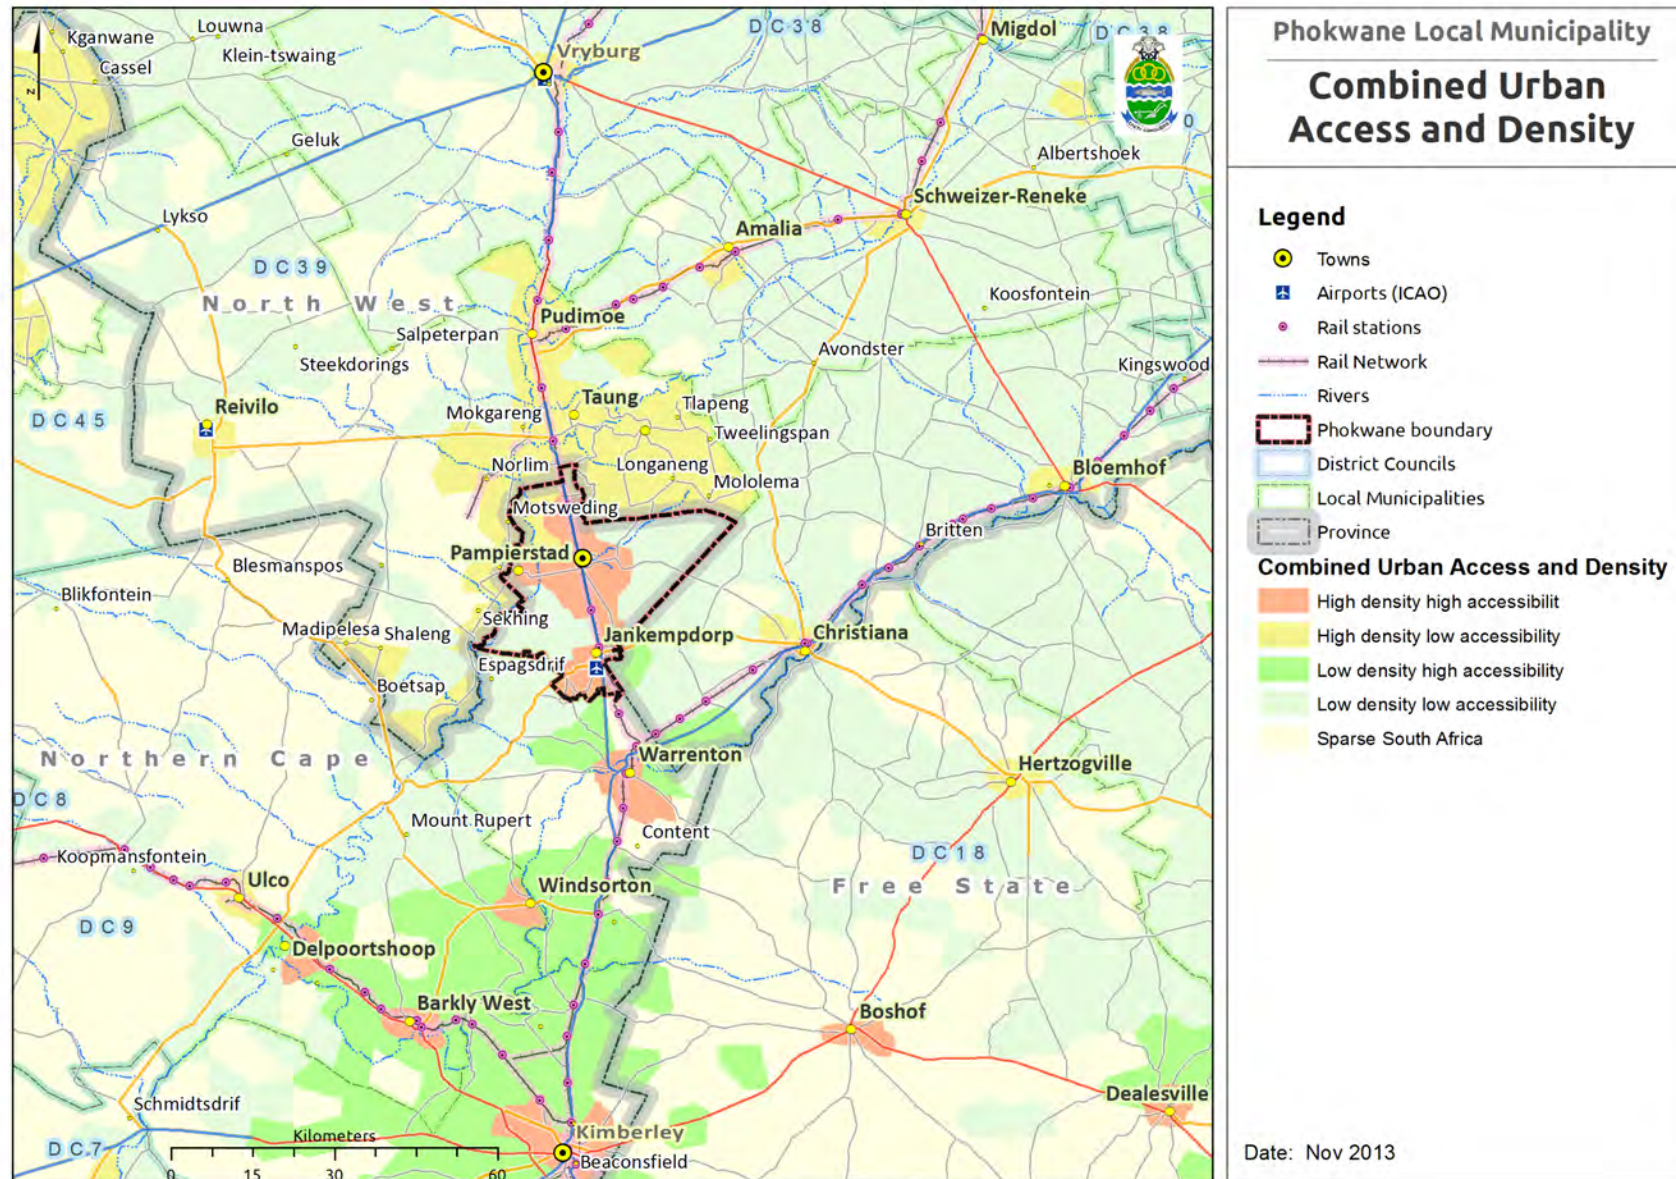 Kganwane
Louwna
Klein-tswaing
Cassel
Vryburg
DC38
Migdol
DC38
0
Geluk
Albertshoek
Lykso
Schweizer-Reneke
Amalia
DC39
North West
Koosfontein
Pudimoe
Salpeterpan
Steekdorings
Avondster
Kingswood
DC45
Reivilo
Mokgareng
Taung
Tlapeng
Tweelingspan
Norlim
Longaneng
Mololema
Bloemhof
Motsweding
Britten
Pampierstad
Blesmanspos
Blikfontein
Sekhing
Madipelesa
Shaleng
Jankempdorp
Christiana
Espagsdrif
Boetsap
Northern Cape
Warrenton
Hertzogville
DC8
Mount Rupert
Content
Koopmansfontein
DC18
Ulco
Windsorton
Free State
DC9
Delpoortshoop
Barkly West
Boshof
Dealesville
Schmidtsdrif
Kilometers
Kimberley
DC7
Beaconsfield
0 15 30 60
N
Phokwane Local Municipality
Combined Urban
Access and Density
Legend
Towns
Airports (ICAO)
Rail stations
Rail Network
Rivers
Phokwane boundary
District Councils
Local Municipalities
Province
Combined Urban Access and Density
High density high accessibilit
High density low accessibility
Low density high accessibility
Low density low accessibility
Sparse South Africa
Date: Nov 2013